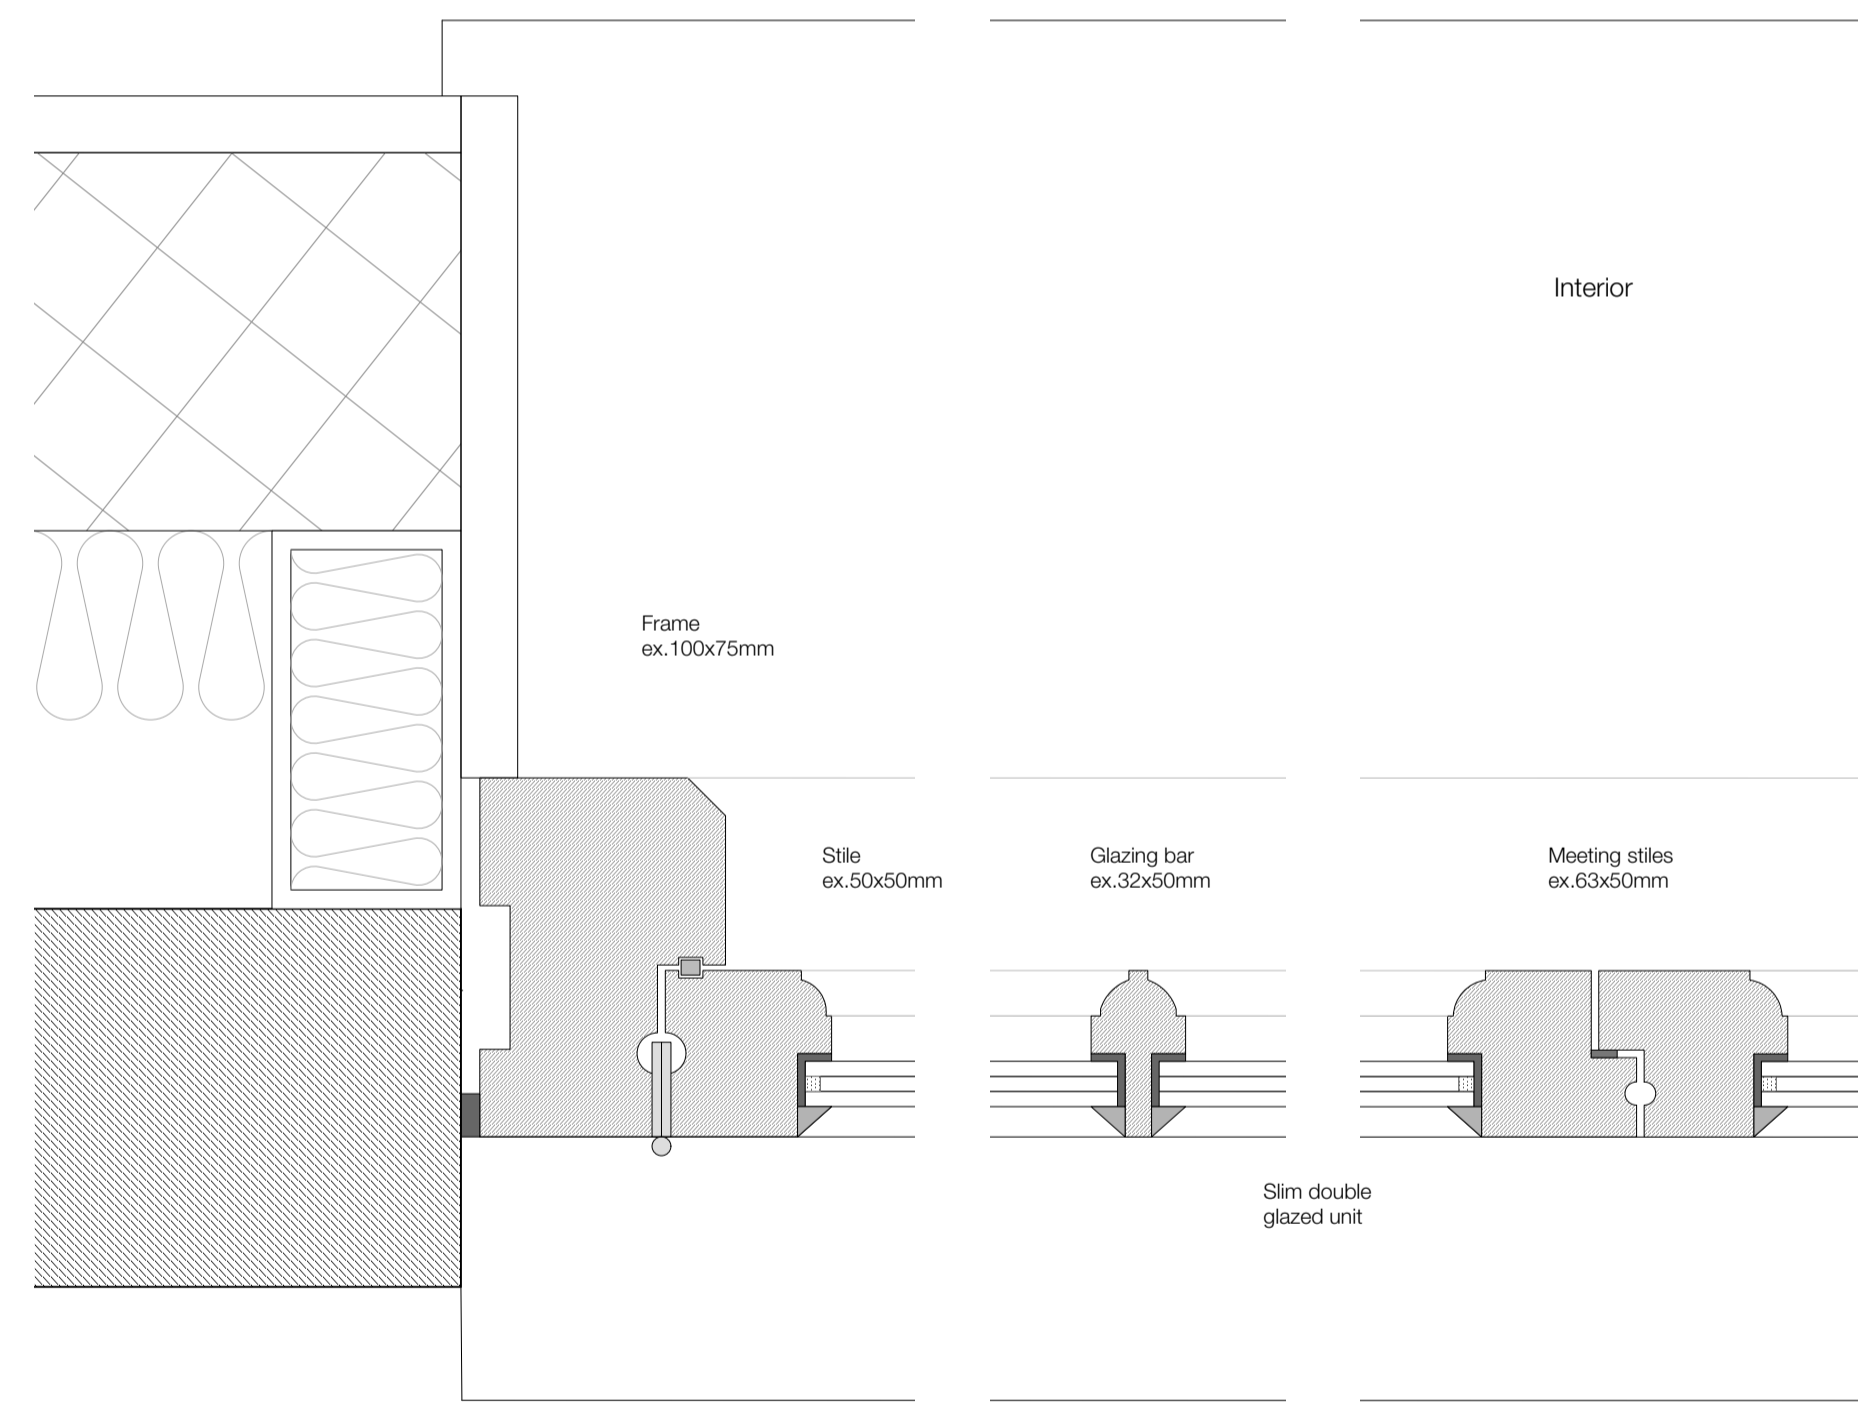 Interior
Frame
ex.100x75mm
Stile
ex.50x50mm
Glazing bar
ex.32x50mm
Meeting stiles
ex.63x50mm
Slim double
glazed unit